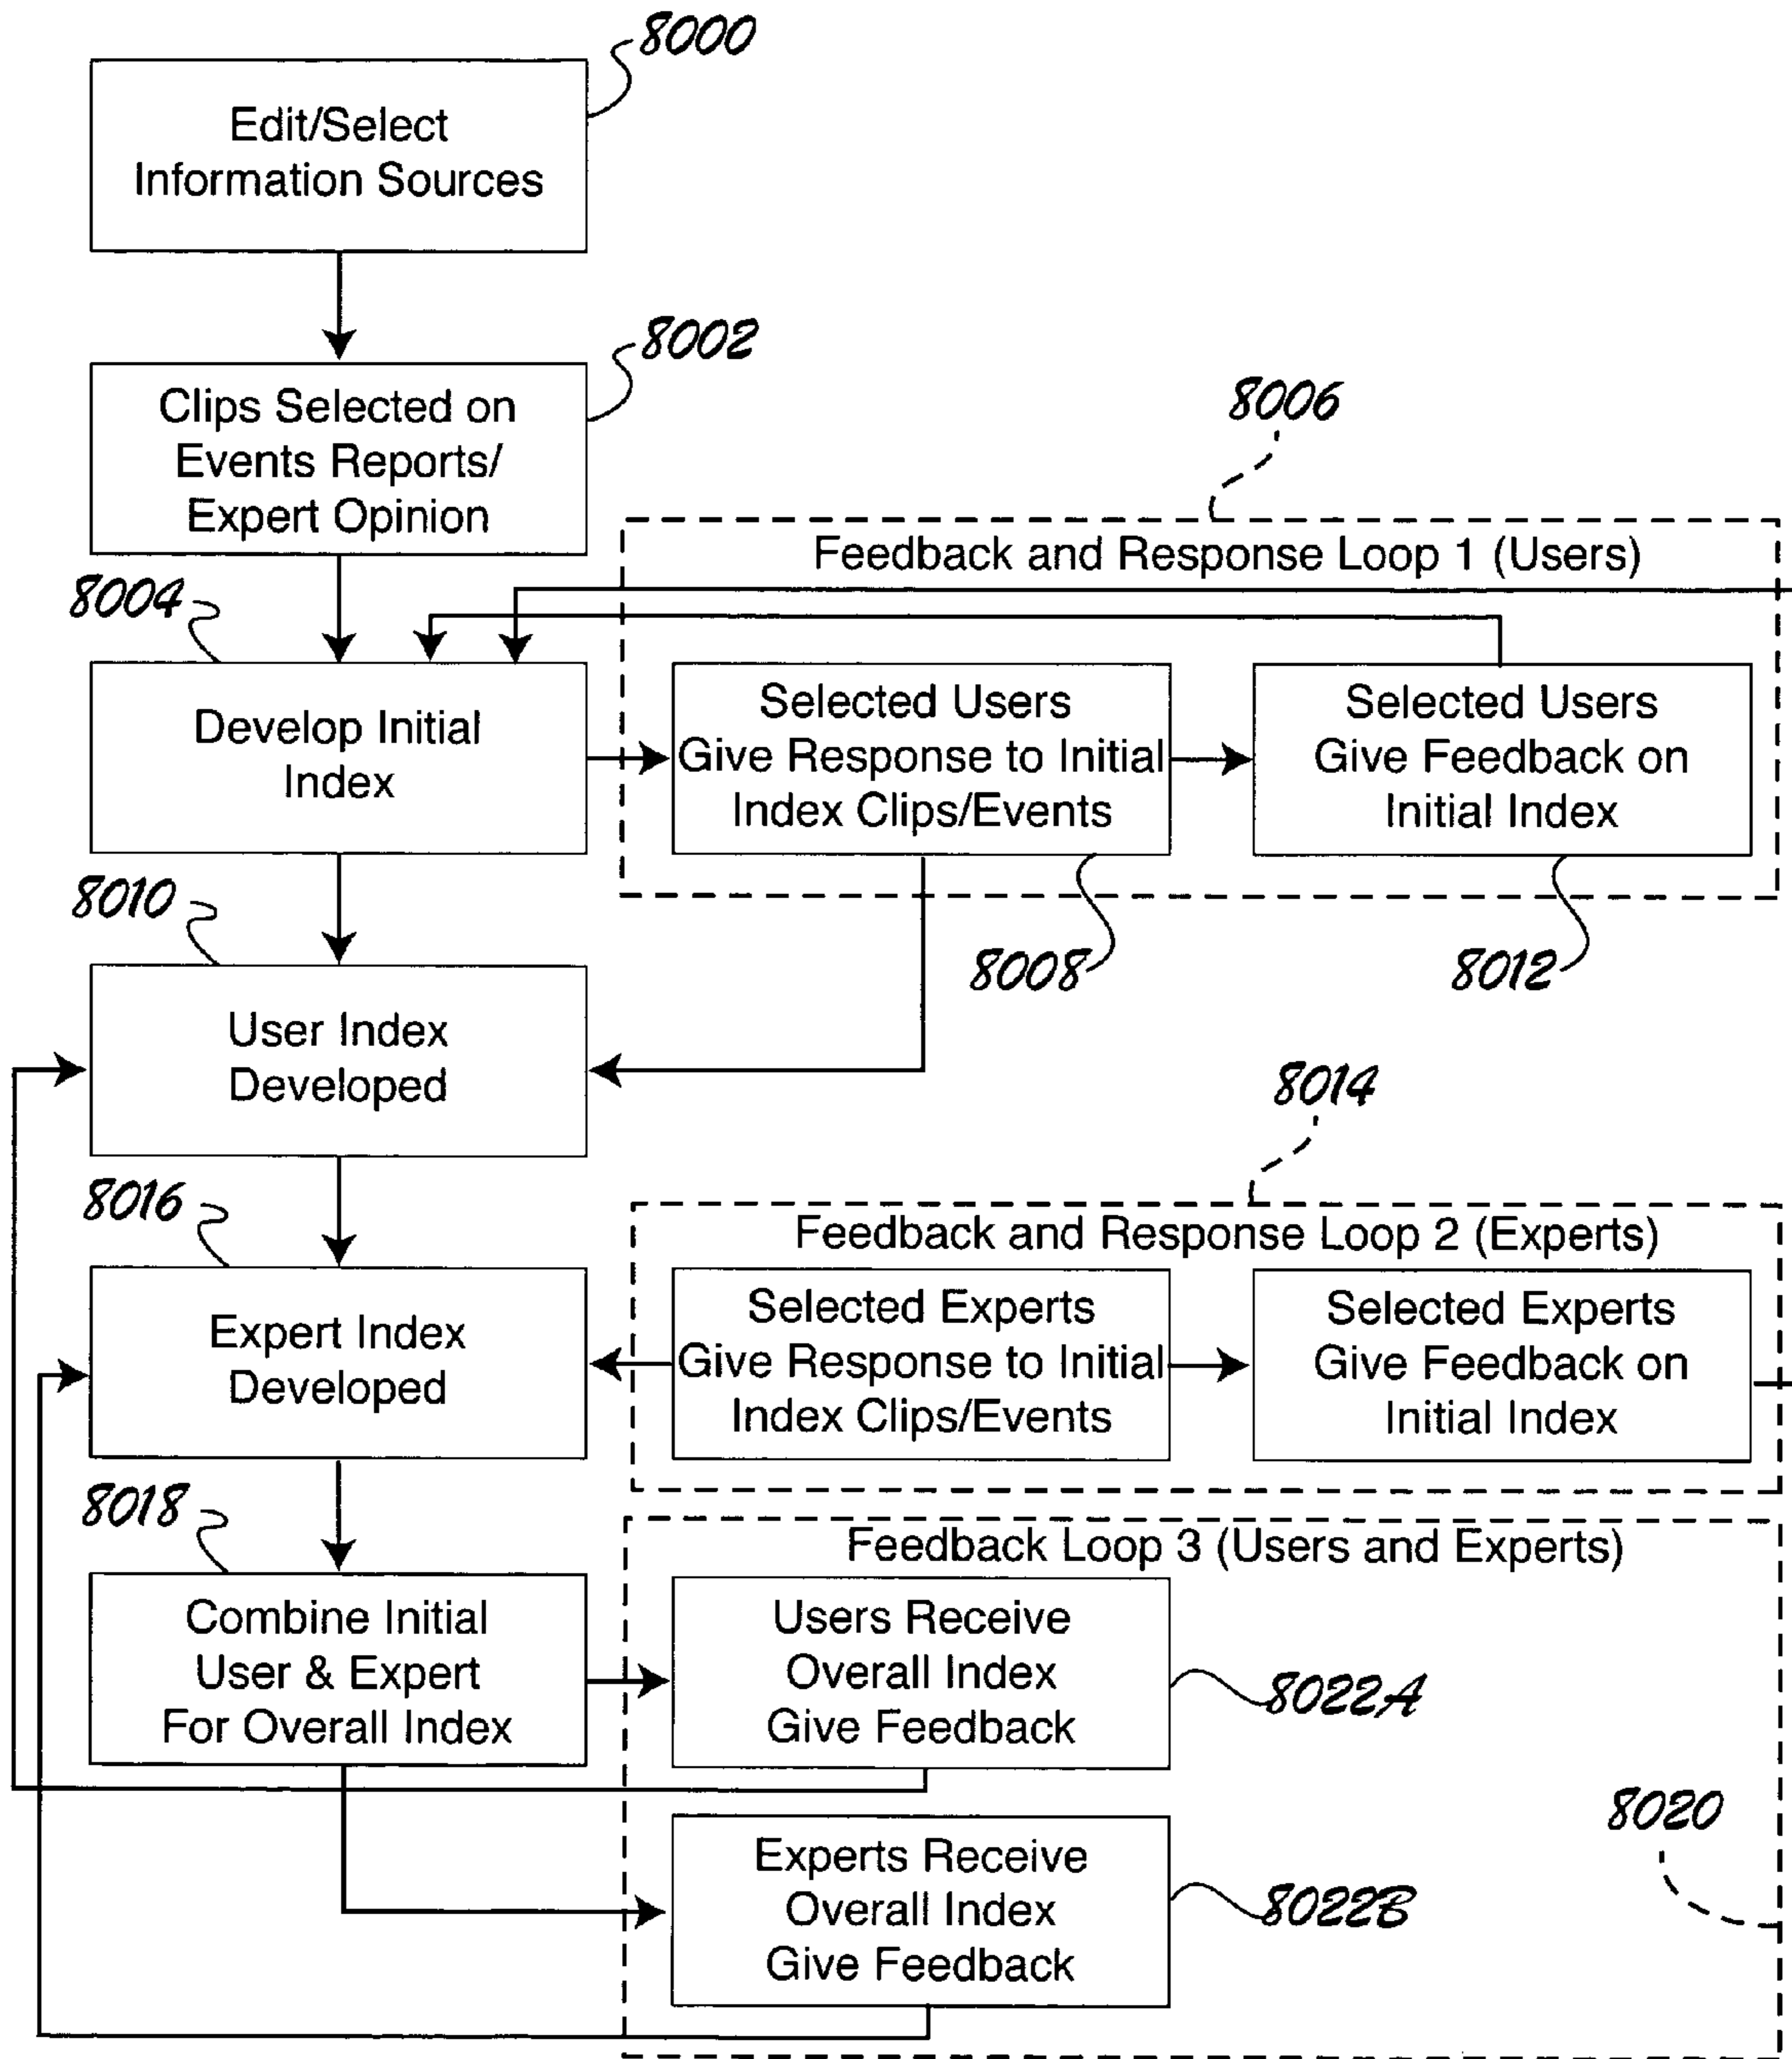 8000
Edit/Select
Information Sources
8002
Clips Selected on
Events Reports/
Expert Opinion
8006
Feedback and Response Loop 1 (Users)
8004
Develop Initial
Index
Selected Users
Give Response to Initial
Index Clips/Events
Selected Users
Give Feedback on
Initial Index
8010
8008
8012
User Index
Developed
8014
8016
Feedback and Response Loop 2 (Experts)
Expert Index
Developed
Selected Experts
Give Response to Initial
Index Clips/Events
Selected Experts
Give Feedback on
Initial Index
8018
Feedback Loop 3 (Users and Experts)
Combine Initial
User & Expert
For Overall Index
Users Receive
Overall Index
Give Feedback
8022A
8020
Experts Receive
Overall Index
Give Feedback
8022B